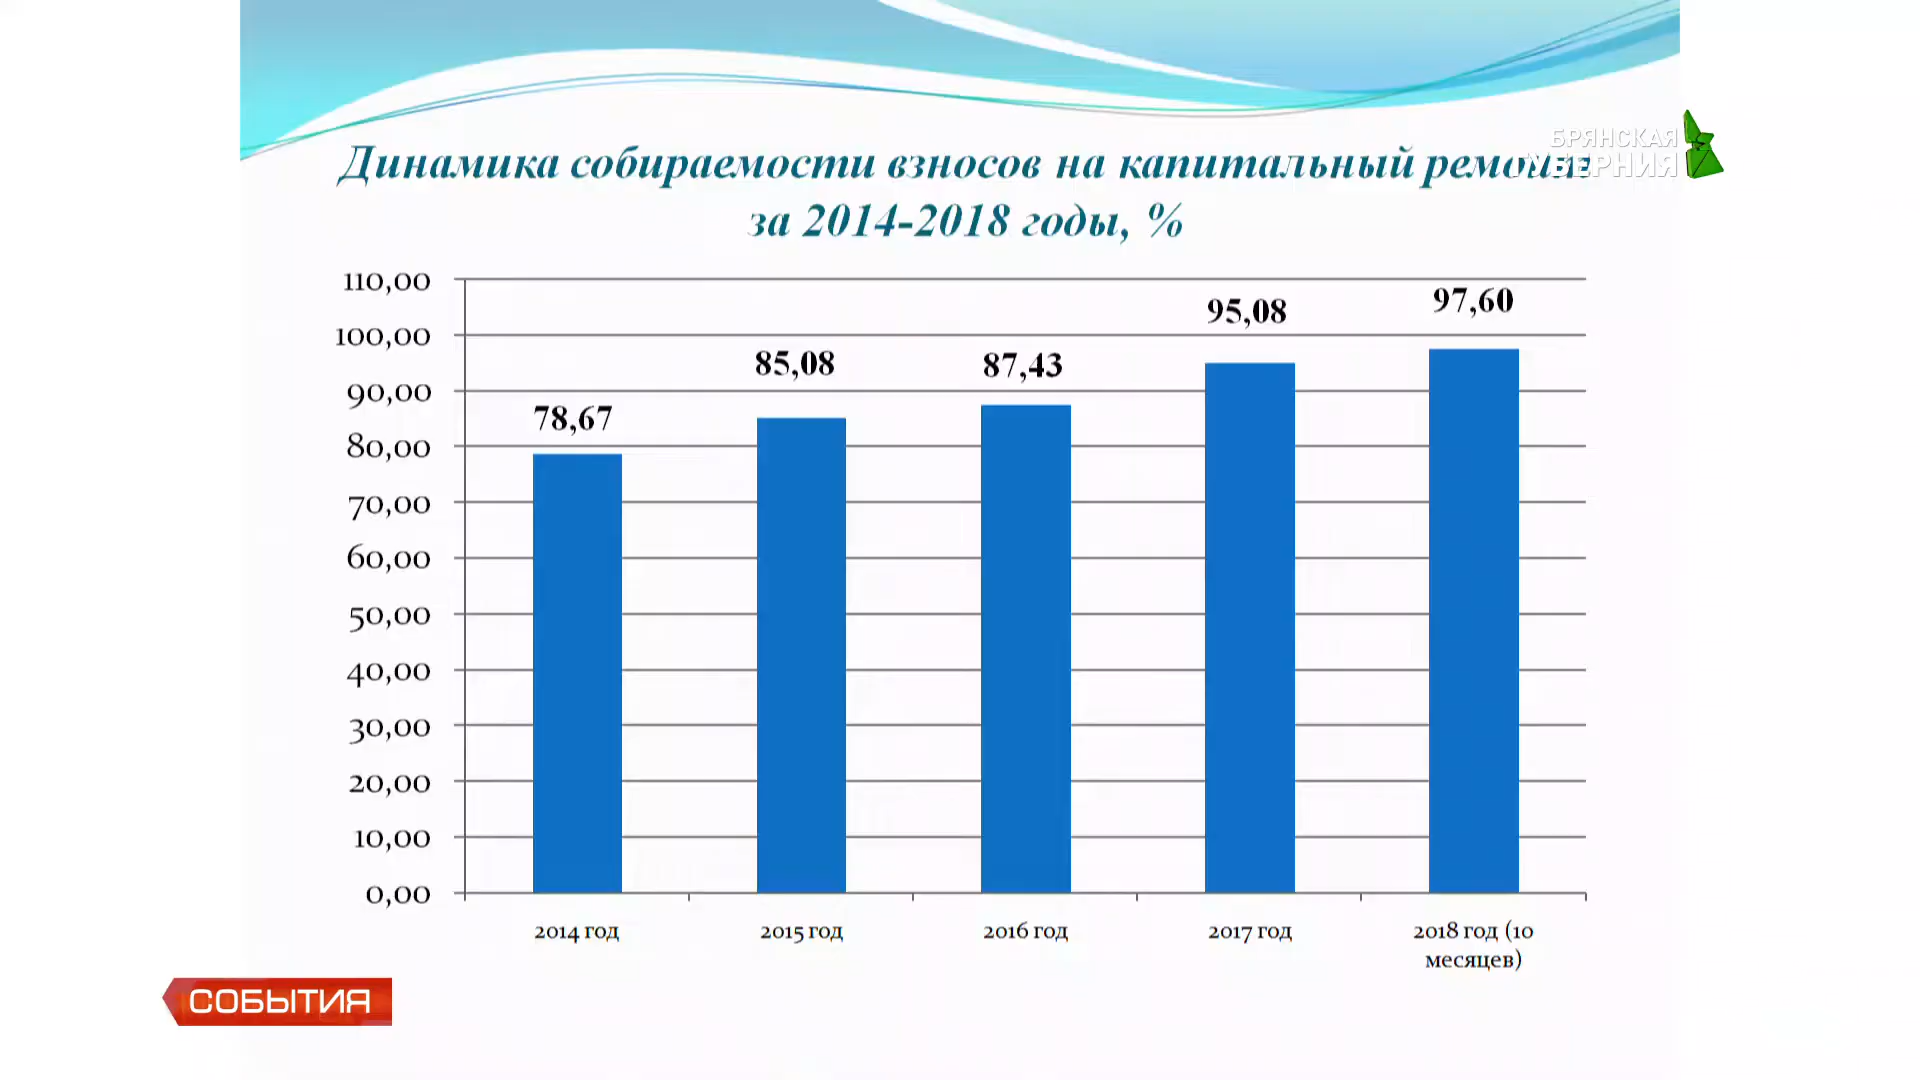 БРЯНСКАЯ
ГУБЕРНИЯ
Динамика собираемости взносов на капитальный ремонт
за 2014-2018 годы, %
110,00
100,00
90,00
80,00
70,00
60,00
50,00
40,00
30,00
20,00
10,00
0,00
78,67
85,08
87,43
95,08
97,60
2014 год
2015 год
2016 год
2017 год
2018 год (10
месяцев)
СОБЫТИЯ